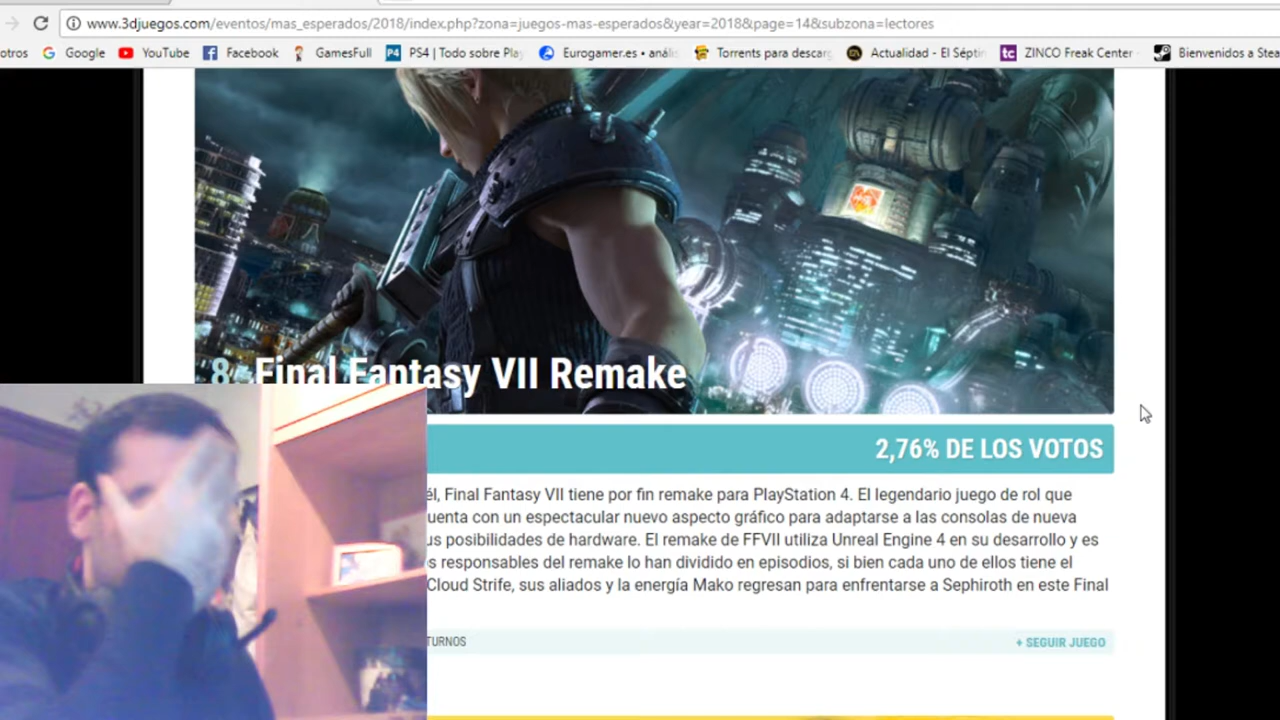 www.3djuegos.com/eventos/mas_esperados/2018/index.php?zona=juegos-mas-esperados&year=2018&page=14&subzona=lectores
otros Google YouTube Facebook GamesFull PS4 | Todo sobre Play Eurogamer.es • anális Torrents para descarg Actualidad - El Séptin ZINCO Freak Center Bienvenidos a Stea
8. Final Fantasy VII Remake
2,76% DE LOS VOTOS
él, Final Fantasy VII tiene por fin remake para PlayStation 4. El legendario juego de rol que
uenta con un espectacular nuevo aspecto gráfico para adaptarse a las consolas de nueva
us posibilidades de hardware. El remake de FFVII utiliza Unreal Engine 4 en su desarrollo y es
s responsables del remake lo han dividido en episodios, si bien cada uno de ellos tiene el
Cloud Strife, sus aliados y la energía Mako regresan para enfrentarse a Sephiroth en este Final
TURNOS + SEGUIR JUEGO